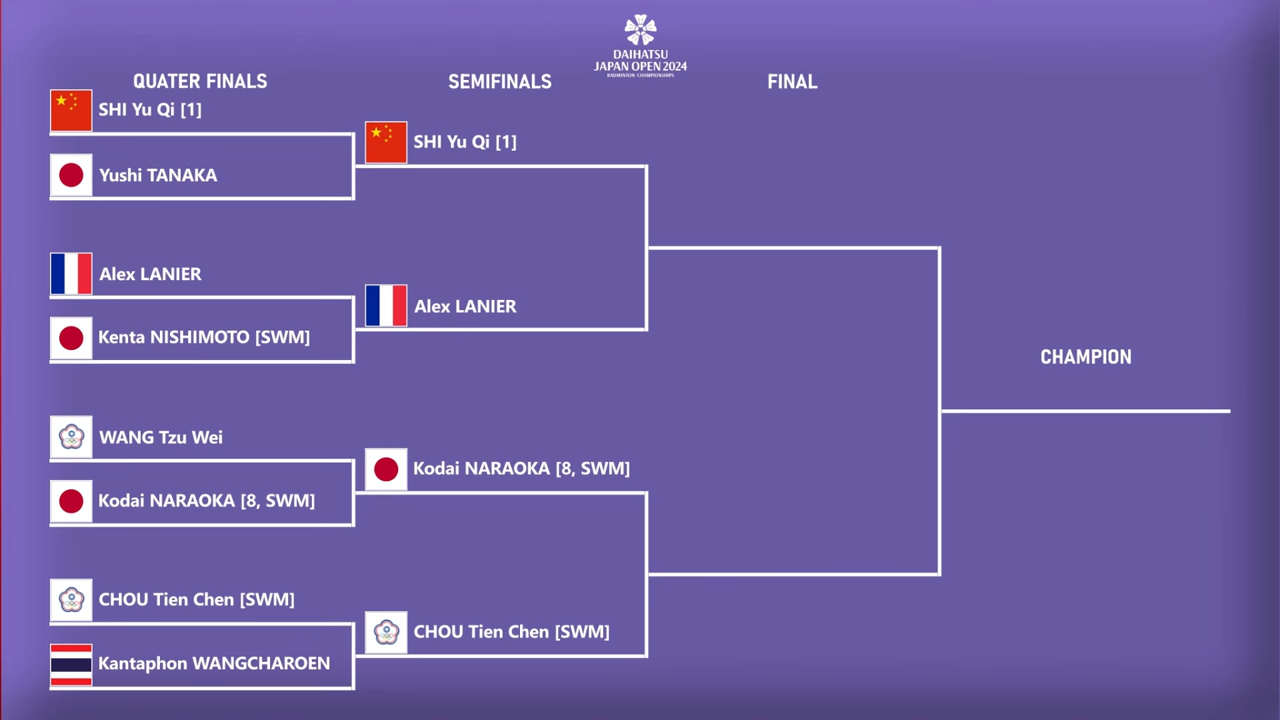 DAIHATSU
JAPAN OPEN 2024
BADMINTON CHAMPIONSHIPS
QUATER FINALS
SEMIFINALS
FINAL
SHI Yu Qi [1]
Yushi TANAKA
Alex LANIER
Kenta NISHIMOTO [SWM]
WANG Tzu Wei
Kodai NARAOKA [8, SWM]
CHOU Tien Chen [SWM]
Kantaphon WANGCHAROEN
SHI Yu Qi [1]
Alex LANIER
Kodai NARAOKA [8, SWM]
CHOU Tien Chen [SWM]
CHAMPION